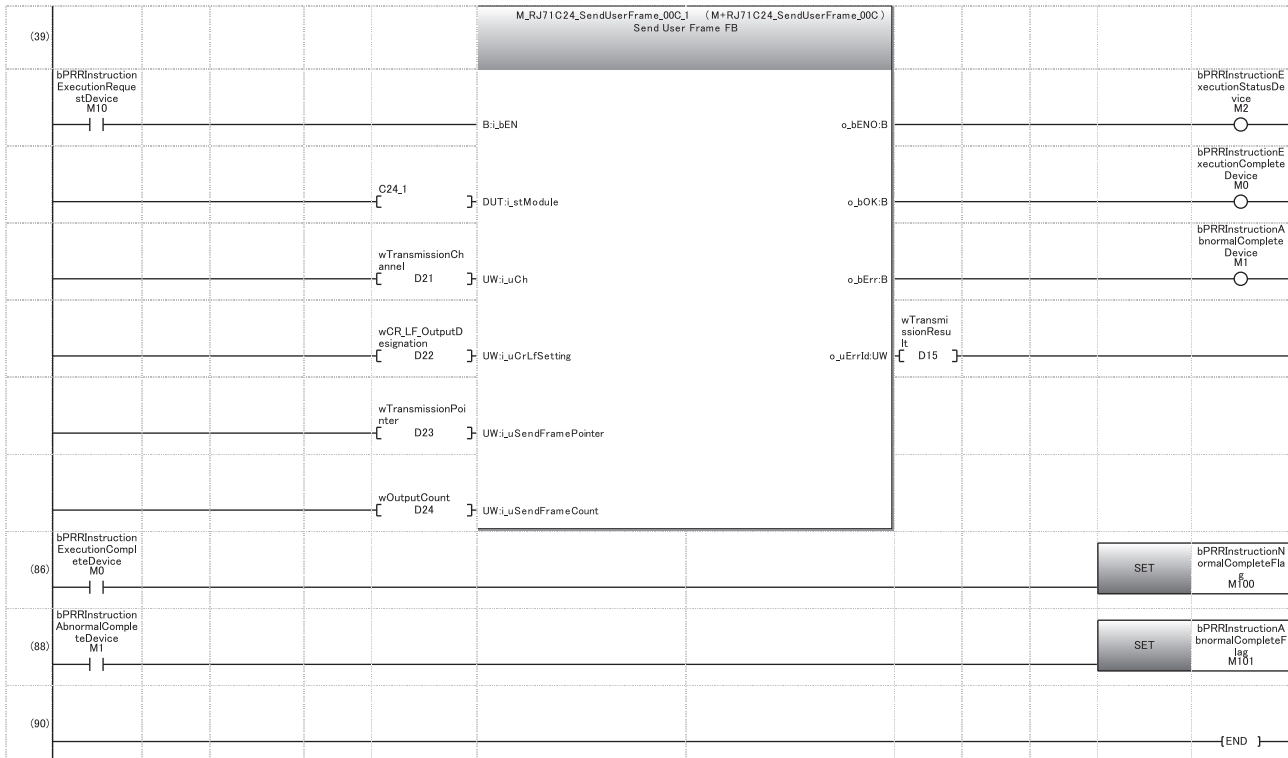 M_RJ71C24_SendUserFrame_00C_1 (M+RJ71C24_SendUserFrame_00C)
(39)
Send User Frame FB
bPRRInstruction
ExecutionReque
stDevice
M10
B:i_bEN
o_bENO:B
bPRRInstructionE
xecutionStatusDe
vice
M2
C24_1
DUT:i_stModule
o_bOK:B
bPRRInstructionE
xecutionComplete
Device
M0
wTransmissionCh
annel
D21
UW:i_uCh
o_bErr:B
bPRRInstructionA
bnormalComplete
Device
M1
wCR_LF_OutputD
esignation
D22
UW:i_uCrLfSetting
o_uErrId:UW
wTransmi
ssionResu
lt
D15
wTransmissionPoi
nter
D23
UW:i_uSendFramePointer
wOutputCount
D24
UW:i_uSendFrameCount
(86)
bPRRInstruction
ExecutionCompl
eteDevice
M0
SET
bPRRInstructionN
ormalCompleteFla
g
M100
(88)
bPRRInstruction
AbnormalComple
teDevice
M1
SET
bPRRInstructionA
bnormalCompleteF
lag
M101
(90)
END